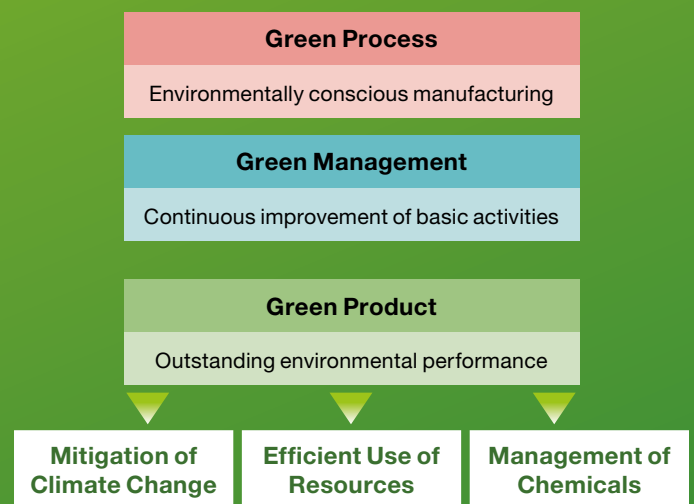 Green Process
Environmentally conscious manufacturing
Green Management
Continuous improvement of basic activities
Green Product
Outstanding environmental performance
Mitigation of
Climate Change
Efficient Use of
Resources
Management of
Chemicals